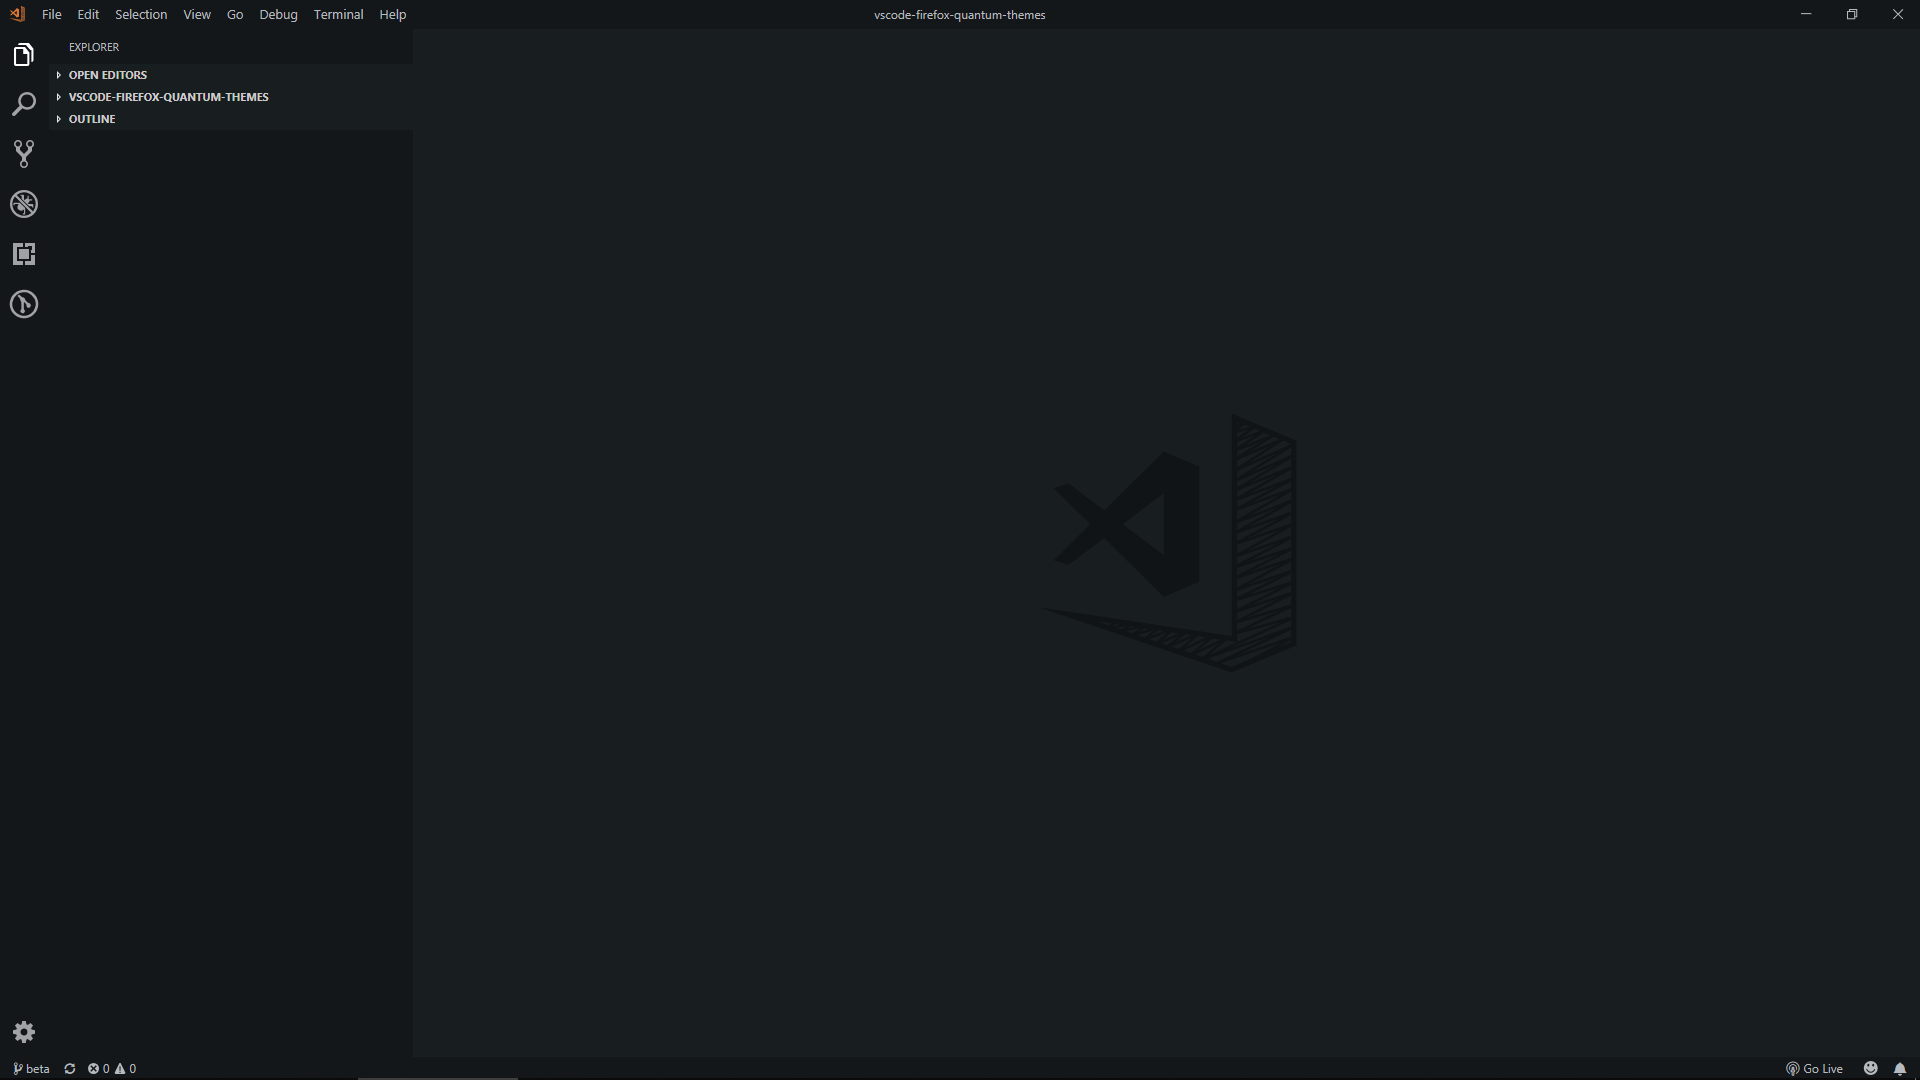 File Edit Selection View Go Debug Terminal Help vscode-firefox-quantum-themes
EXPLORER
OPEN EDITORS
VSCODE-FIREFOX-QUANTUM-THEMES
OUTLINE
beta 0 0 Go Live